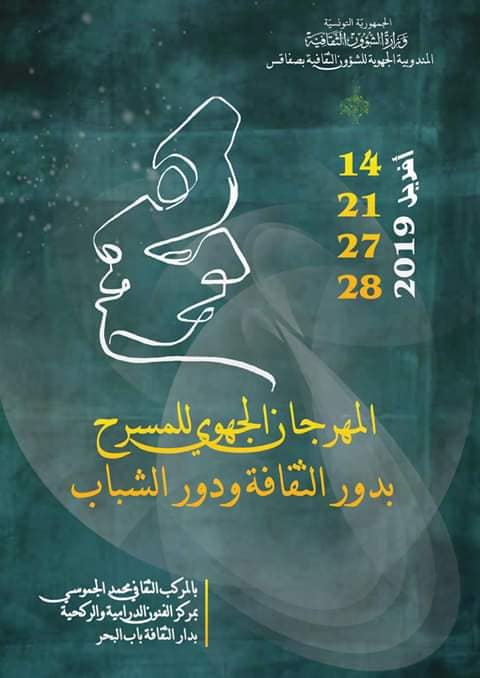 الجمهورية التونسية
وزارة الشؤون الثقافية
المندوبية الجهوية للشؤون الثقافية بصفاقس
14
21
27
28
أفريل 2019
المهرجان الجهوي للمسرح
بدور الثقافة ودور الشباب
بالمركب الثقافي محمد الجموسي
بمركز الفنون الدرامية والركحية
بدار الثقافة باب البحر